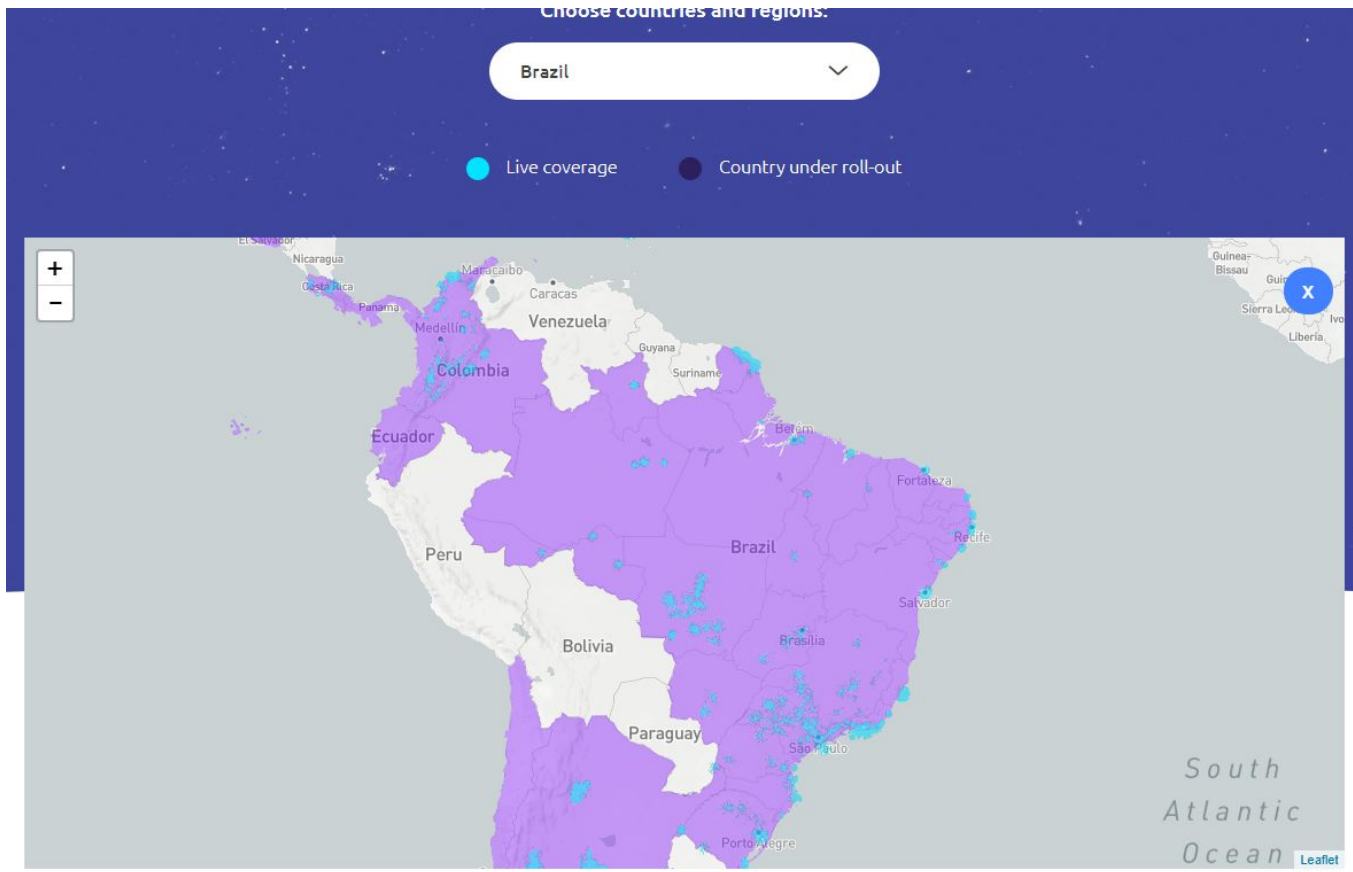 Choose countries and regions:
Brazil
Live coverage
Country under roll-out
+
−
x
El Salvador
Nicaragua
Costa Rica
Panama
Maracaibo
Caracas
Venezuela
Medellín
Colombia
Guyana
Suriname
Ecuador
Guinea-
Bissau
Sierra
Liberia
Belém
Fortaleza
Recife
Peru
Brazil
Salvador
Bolivia
Brasília
Paraguay
São Paulo
Porto Alegre
South
Atlantic
Ocean
Leaflet